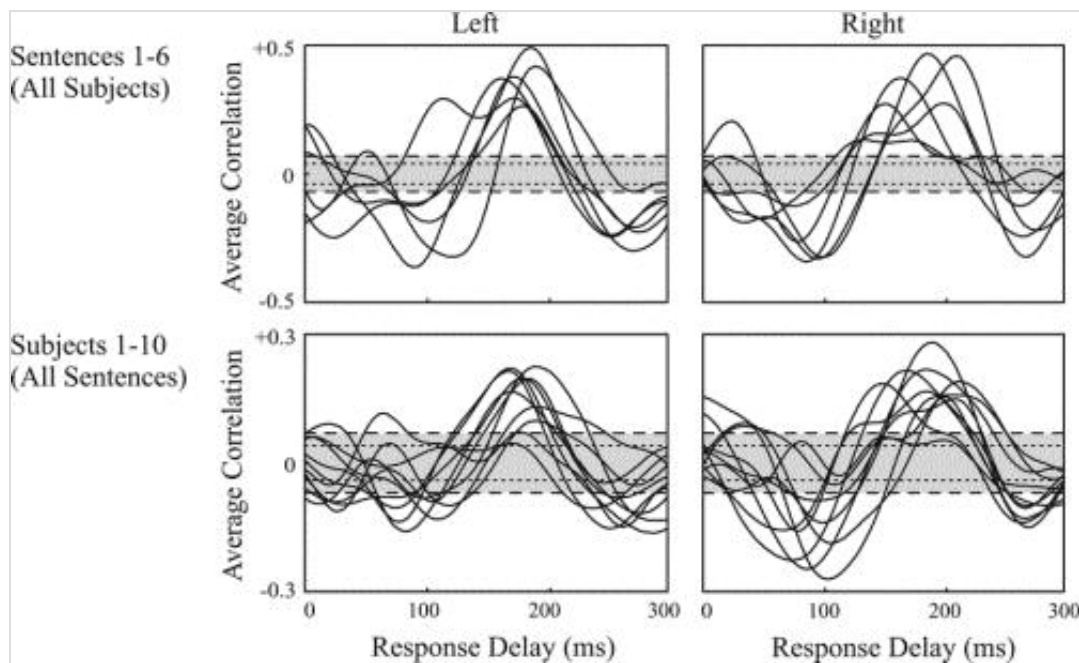 Left
Right
Sentences 1-6
(All Subjects)
Average Correlation
+0.5
0
-0.5
Subjects 1-10
(All Sentences)
Average Correlation
+0.3
0
-0.3
0 100 200 300
0 100 200 300
Response Delay (ms)
Response Delay (ms)